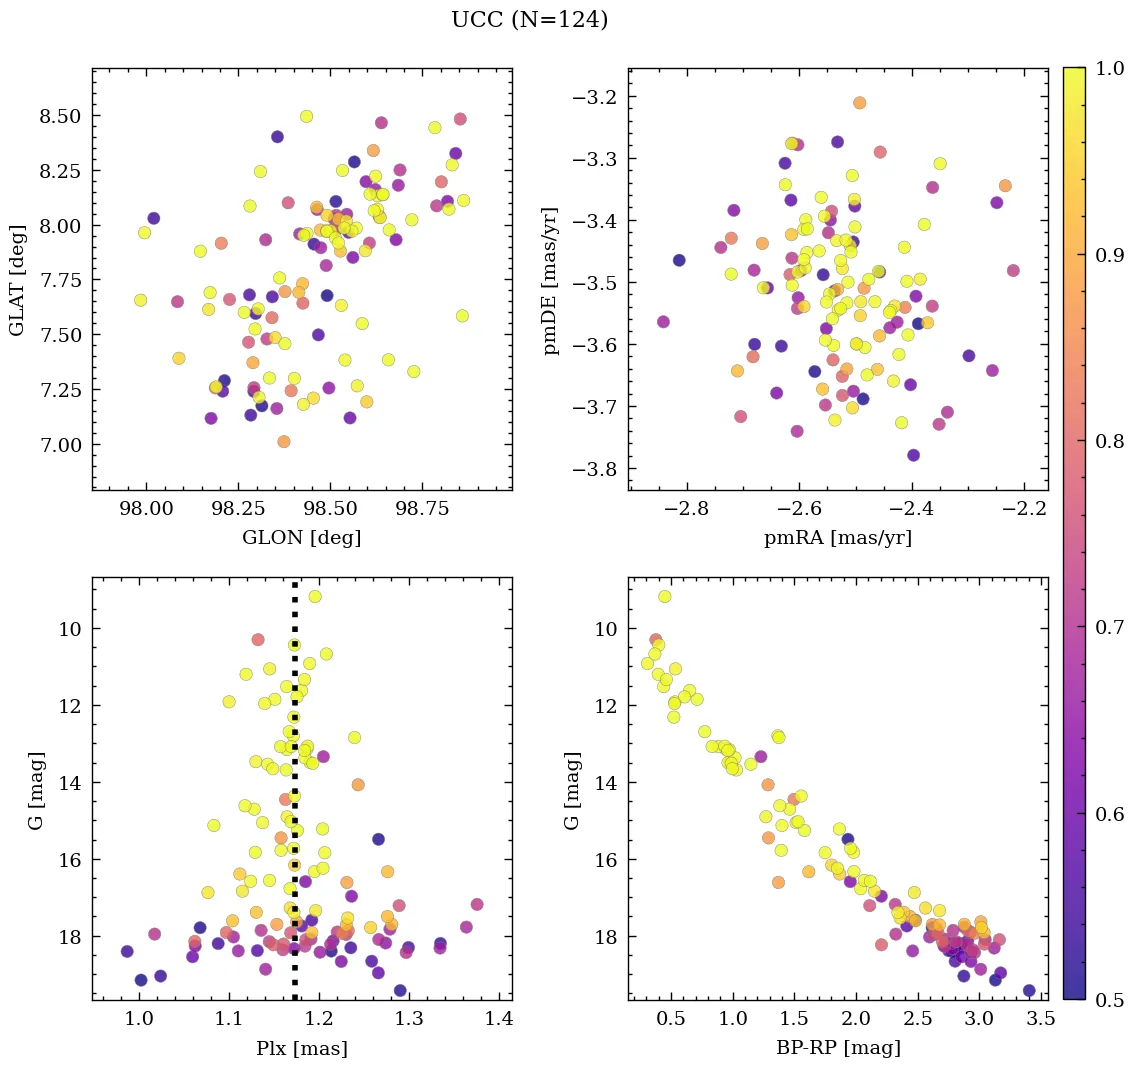 UCC (N=124)
8.50
8.25
8.00
7.75
7.50
7.25
7.00
GLAT [deg]
98.00 98.25 98.50 98.75
GLON [deg]
−3.2
−3.3
−3.4
−3.5
−3.6
−3.7
−3.8
pmDE [mas/yr]
−2.8 −2.6 −2.4 −2.2
pmRA [mas/yr]
10
12
14
16
18
G [mag]
1.0 1.1 1.2 1.3 1.4
Plx [mas]
10
12
14
16
18
G [mag]
0.5 1.0 1.5 2.0 2.5 3.0 3.5
BP-RP [mag]
1.0
0.9
0.8
0.7
0.6
0.5